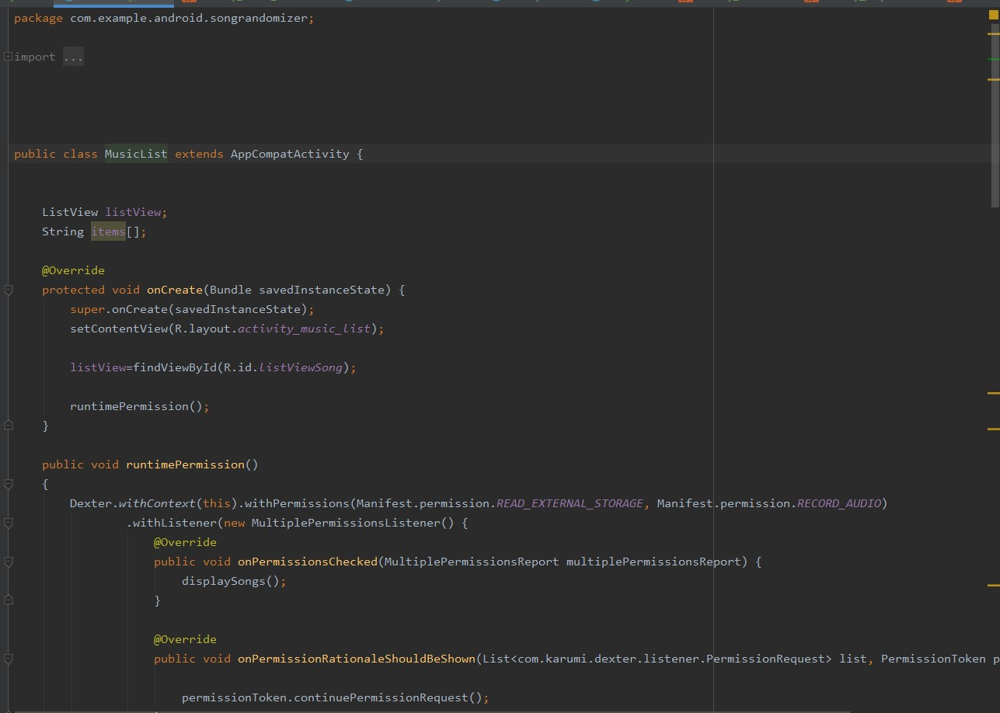 package com.example.android.songrandomizer;
import ...
public class MusicList extends AppCompatActivity {
ListView listView;
String items[];
@Override
protected void onCreate(Bundle savedInstanceState) {
super.onCreate(savedInstanceState);
setContentView(R.layout.activity_music_list);
listView=findViewById(R.id.listViewSong);
runtimePermission();
}
public void runtimePermission()
{
Dexter.withContext(this).withPermissions(Manifest.permission.READ_EXTERNAL_STORAGE, Manifest.permission.RECORD_AUDIO)
.withListener(new MultiplePermissionsListener() {
@Override
public void onPermissionsChecked(MultiplePermissionsReport multiplePermissionsReport) {
displaySongs();
}
@Override
public void onPermissionRationaleShouldBeShown(List<com.karumi.dexter.listener.PermissionRequest> list, PermissionToken p
permissionToken.continuePermissionRequest();